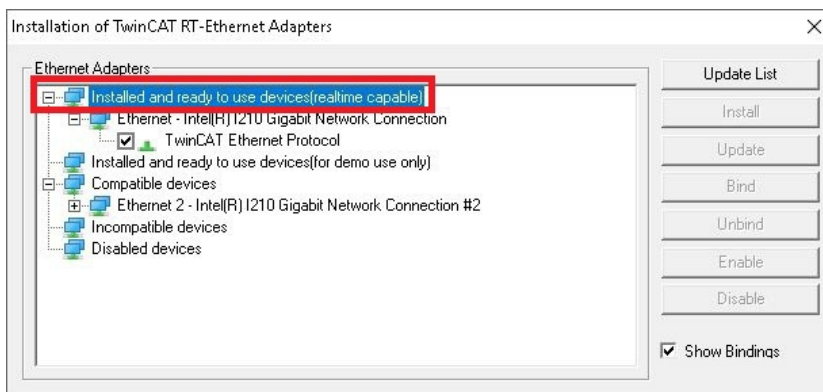 Installation of TwinCAT RT-Ethernet Adapters
Ethernet Adapters
Installed and ready to use devices(realtime capable)
Ethernet - Intel(R) I210 Gigabit Network Connection
TwinCAT Ethernet Protocol
Installed and ready to use devices(for demo use only)
Compatible devices
Ethernet 2 - Intel(R) I210 Gigabit Network Connection #2
Incompatible devices
Disabled devices
Update List
Install
Update
Bind
Unbind
Enable
Disable
Show Bindings